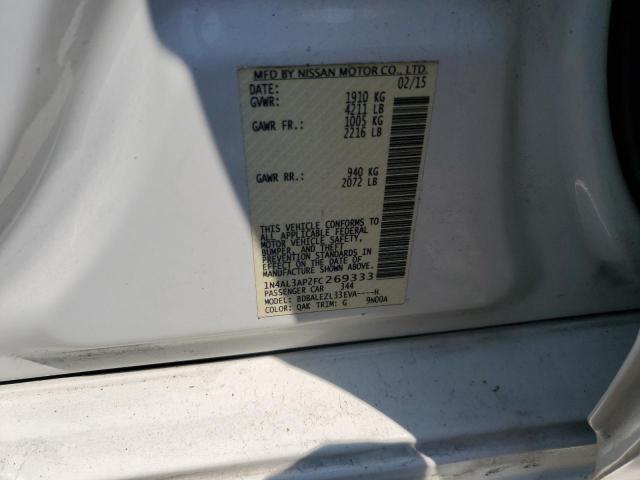 MFD BY NISSAN MOTOR CO., LTD.
DATE: 02/15
GVWR: 1910 KG
4211 LB
GAWR FR.: 1005 KG
2216 LB
GAWR RR.: 940 KG
2072 LB
THIS VEHICLE CONFORMS TO
ALL APPLICABLE FEDERAL
MOTOR VEHICLE SAFETY,
BUMPER, AND THEFT
PREVENTION STANDARDS IN
EFFECT ON THE DATE OF
MANUFACTURE SHOWN ABOVE.
1N4AL3AP2FC269333
PASSENGER CAR 344
MODEL: BDBALEZL33EVA----H
COLOR: QAK TRIM: G 9N00A